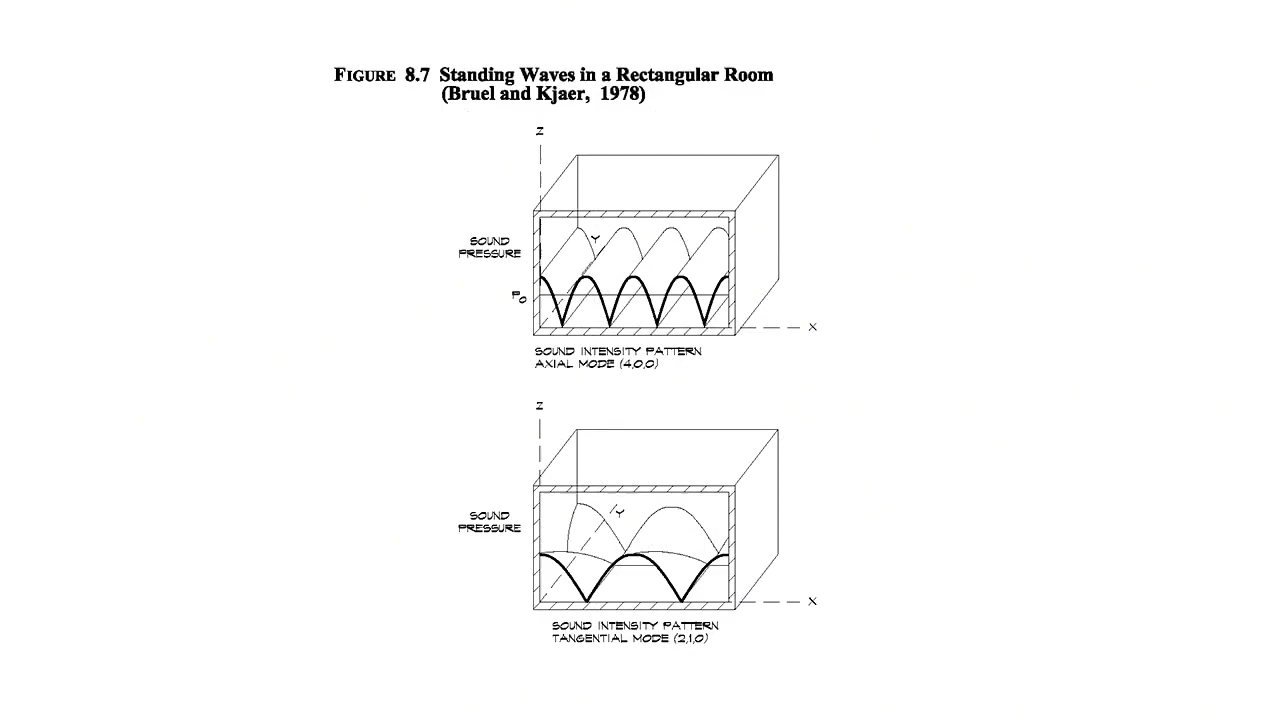 FIGURE 8.7 Standing Waves in a Rectangular Room
(Bruel and Kjaer, 1978)
Z
SOUND
PRESSURE
Y
P0
X
SOUND INTENSITY PATTERN
AXIAL MODE (4,0,0)
Z
SOUND
PRESSURE
Y
X
SOUND INTENSITY PATTERN
TANGENTIAL MODE (2,1,0)